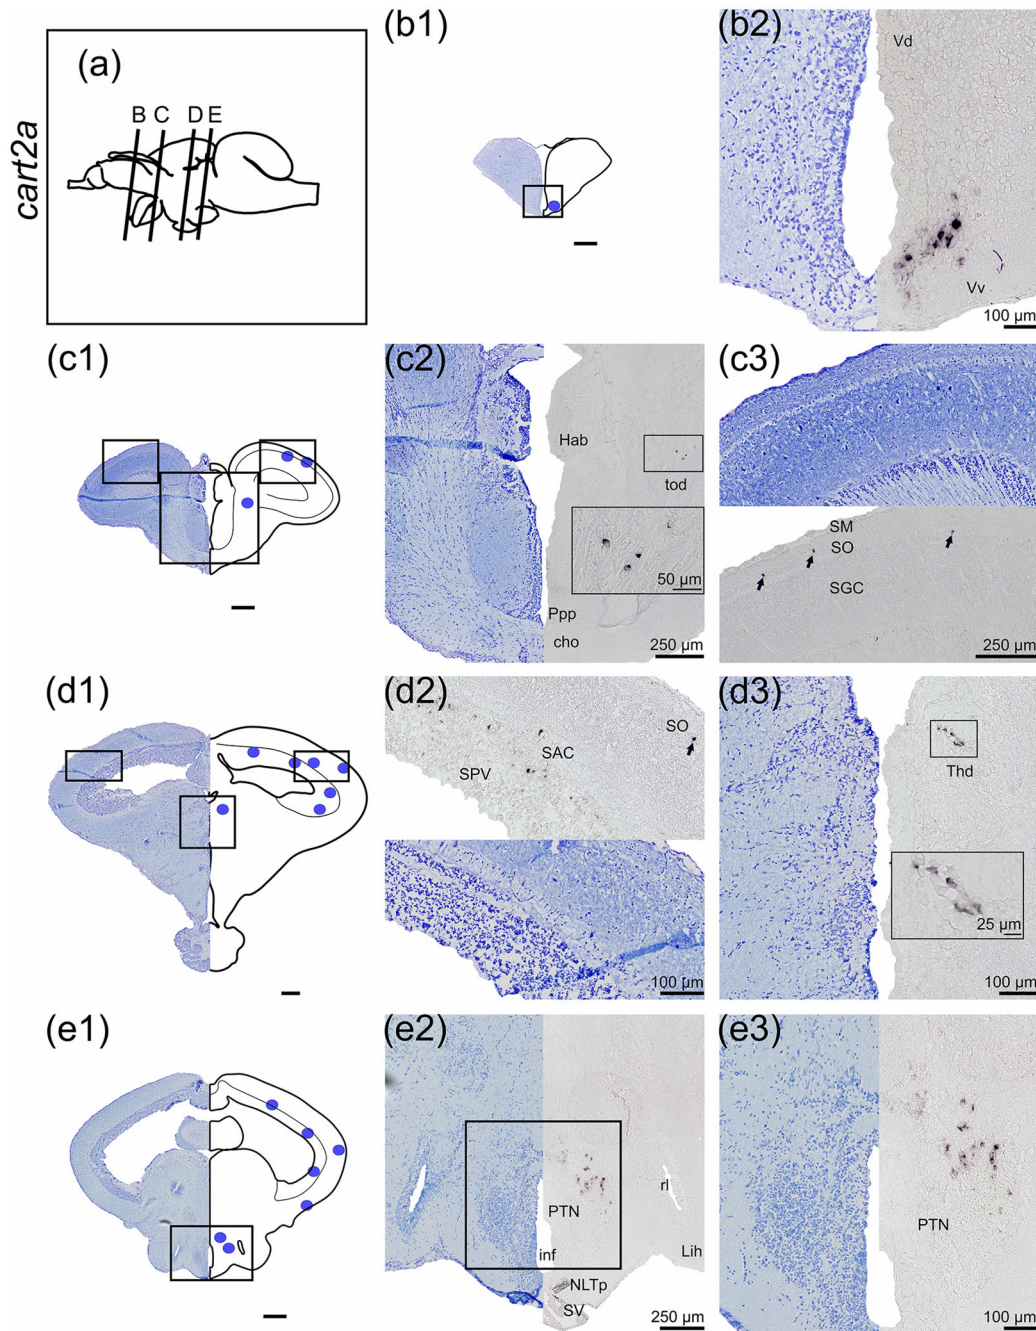 cart2a
(a)
B C D E
(b1)
(b2)
Vd
Vv
100 µm
(c1)
(c2)
Hab
tod
50 µm
Ppp
cho
250 µm
(c3)
SM
SO
SGC
250 µm
(d1)
(d2)
SO
SAC
SPV
100 µm
(d3)
Thd
25 µm
100 µm
(e1)
(e2)
PTN
rl
inf
Lih
NLTp
SV
250 µm
(e3)
PTN
100 µm